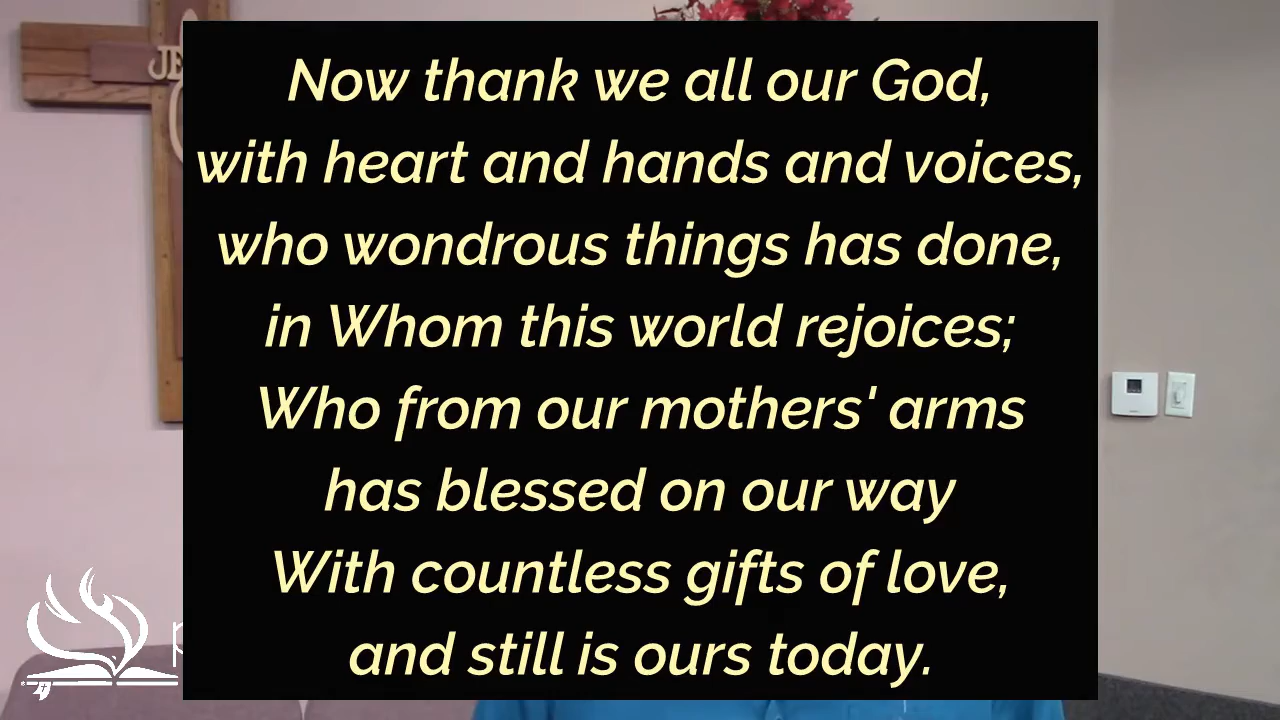 JE
Now thank we all our God,
with heart and hands and voices,
who wondrous things has done,
in Whom this world rejoices;
Who from our mothers' arms
has blessed on our way
With countless gifts of love,
and still is ours today.
p